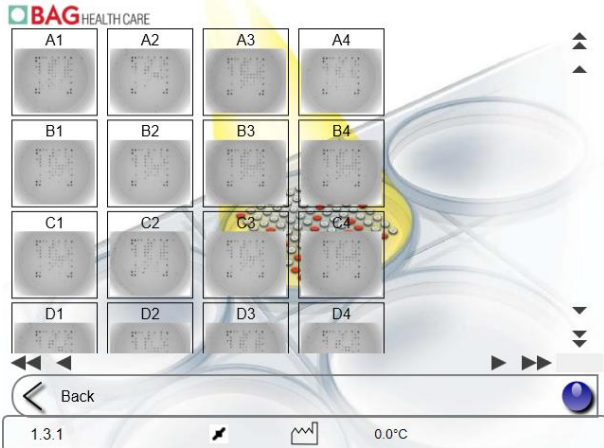 BAG HEALTH CARE
A1 A2 A3 A4
B1 B2 B3 B4
C1 C2 C3 C4
D1 D2 D3 D4
Back
1.3.1 0.0°C